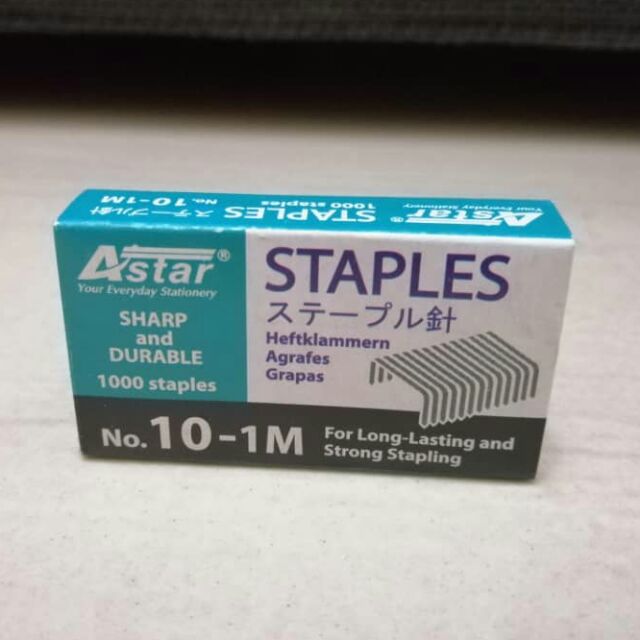 No. 10-1M
ステープル針
STAPLES
1000 staples
Astar®
Your Everyday Stationery
Astar®
Your Everyday Stationery
SHARP
and
DURABLE
1000 staples
STAPLES
ステープル針
Heftklammern
Agrafes
Grapas
No. 10-1M
For Long-Lasting and
Strong Stapling